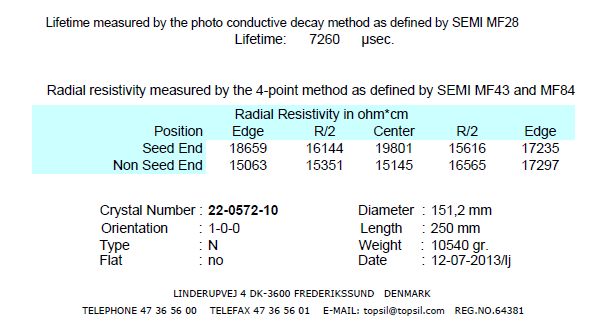 Lifetime measured by the photo conductive decay method as defined by SEMI MF28
Lifetime: 7260 µsec.
Radial resistivity measured by the 4-point method as defined by SEMI MF43 and MF84
Radial Resistivity in ohm*cm
Position Edge R/2 Center R/2 Edge
Seed End 18659 16144 19801 15616 17235
Non Seed End 15063 15351 15145 16565 17297
Crystal Number : 22-0572-10 Diameter : 151,2 mm
Orientation : 1-0-0 Length : 250 mm
Type : N Weight : 10540 gr.
Flat : no Date : 12-07-2013/lj
LINDERUPVEJ 4 DK-3600 FREDERIKSSUND DENMARK
TELEPHONE 47 36 56 00 TELEFAX 47 36 56 01 E-MAIL: topsil@topsil.com REG.NO.64381